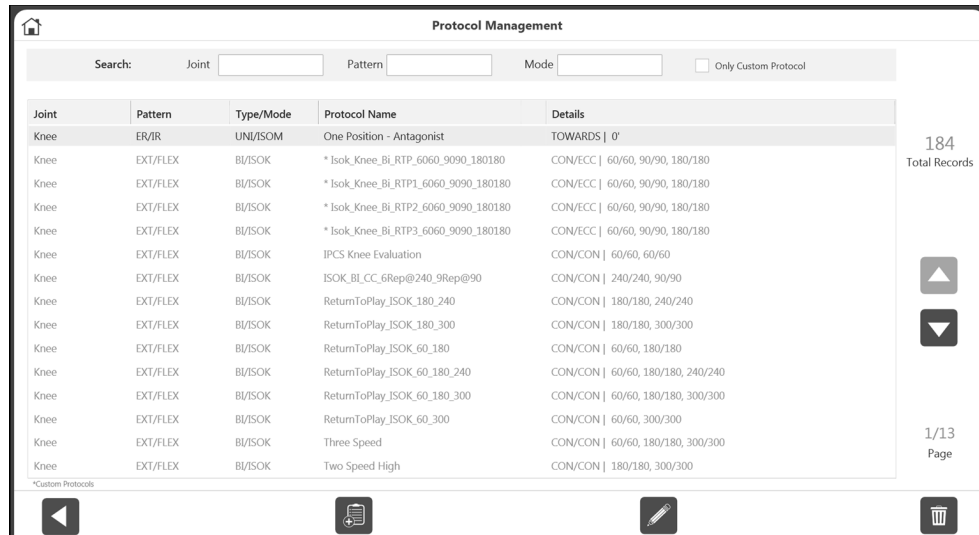 Protocol Management
Search: Joint Pattern Mode Only Custom Protocol
Joint Pattern Type/Mode Protocol Name Details
Knee ER/IR UNI/ISOM One Position - Antagonist TOWARDS | 0'
Knee EXT/FLEX BI/ISOK * Isok_Knee_Bi_RTP_6060_9090_180180 CON/ECC | 60/60, 90/90, 180/180
Knee EXT/FLEX BI/ISOK * Isok_Knee_Bi_RTP1_6060_9090_180180 CON/ECC | 60/60, 90/90, 180/180
Knee EXT/FLEX BI/ISOK * Isok_Knee_Bi_RTP2_6060_9090_180180 CON/ECC | 60/60, 90/90, 180/180
Knee EXT/FLEX BI/ISOK * Isok_Knee_Bi_RTP3_6060_9090_180180 CON/ECC | 60/60, 90/90, 180/180
Knee EXT/FLEX BI/ISOK IPCS Knee Evaluation CON/CON | 60/60, 60/60
Knee EXT/FLEX BI/ISOK ISOK_BI_CC_6Rep@240_9Rep@90 CON/CON | 240/240, 90/90
Knee EXT/FLEX BI/ISOK ReturnToPlay_ISOK_180_240 CON/CON | 180/180, 240/240
Knee EXT/FLEX BI/ISOK ReturnToPlay_ISOK_180_300 CON/CON | 180/180, 300/300
Knee EXT/FLEX BI/ISOK ReturnToPlay_ISOK_60_180 CON/CON | 60/60, 180/180
Knee EXT/FLEX BI/ISOK ReturnToPlay_ISOK_60_180_240 CON/CON | 60/60, 180/180, 240/240
Knee EXT/FLEX BI/ISOK ReturnToPlay_ISOK_60_180_300 CON/CON | 60/60, 180/180, 300/300
Knee EXT/FLEX BI/ISOK ReturnToPlay_ISOK_60_300 CON/CON | 60/60, 300/300
Knee EXT/FLEX BI/ISOK Three Speed CON/CON | 60/60, 180/180, 300/300
Knee EXT/FLEX BI/ISOK Two Speed High CON/CON | 180/180, 300/300
*Custom Protocols
184
Total Records
1/13
Page